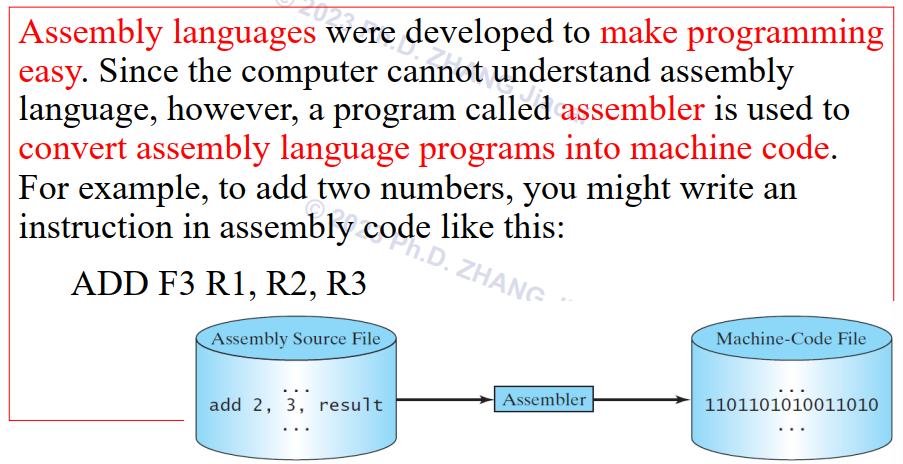 © 2023 Ph.D. ZHANG
Assembly languages were developed to make programming
easy. Since the computer cannot understand assembly
language, however, a program called assembler is used to
convert assembly language programs into machine code.
For example, to add two numbers, you might write an
instruction in assembly code like this:
© 2023 Ph.D. ZHANG
ADD F3 R1, R2, R3
Assembly Source File
...
add 2, 3, result
...
Assembler
Machine-Code File
...
1101101010011010
...